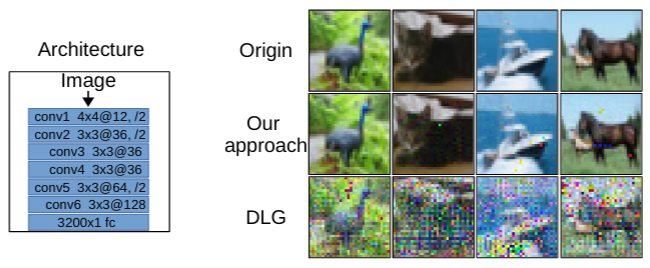 Architecture
Image
conv1 4x4@12, /2
conv2 3x3@36, /2
conv3 3x3@36
conv4 3x3@36
conv5 3x3@64, /2
conv6 3x3@128
3200x1 fc
Origin
Our
approach
DLG